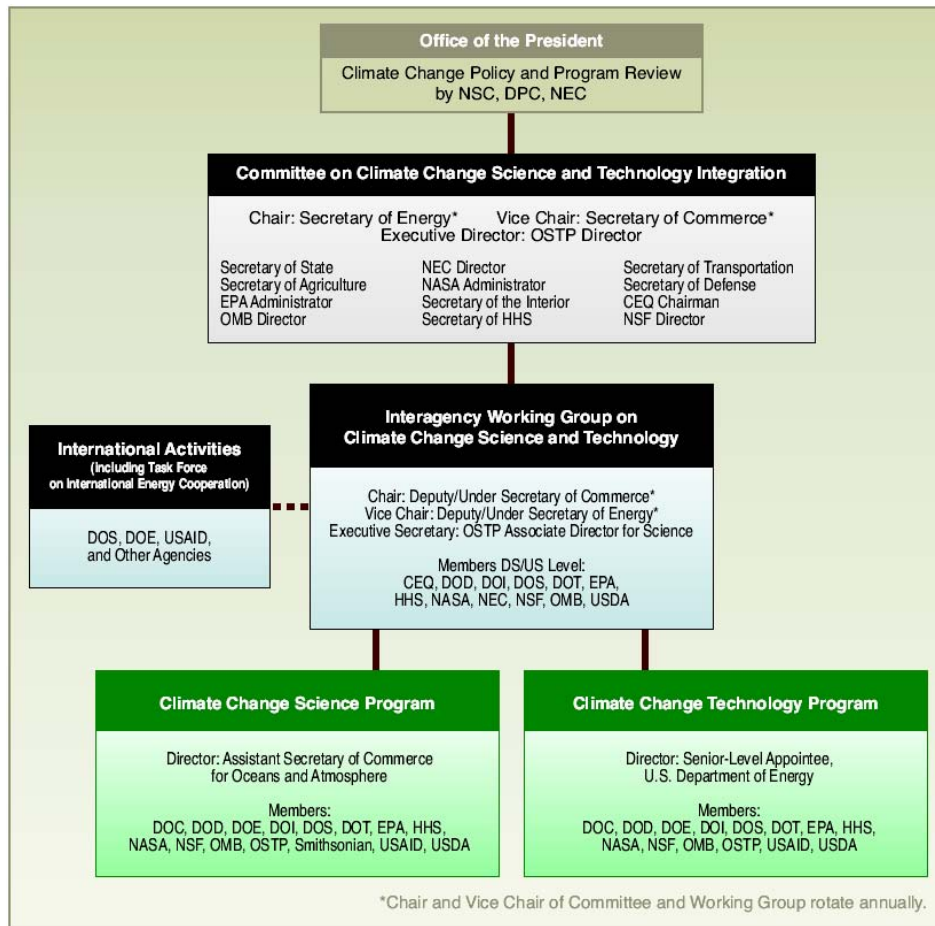 Office of the President
Climate Change Policy and Program Review
by NSC, DPC, NEC
Committee on Climate Change Science and Technology Integration
Chair: Secretary of Energy* Vice Chair: Secretary of Commerce*
Executive Director: OSTP Director
Secretary of State NEC Director Secretary of Transportation
Secretary of Agriculture NASA Administrator Secretary of Defense
EPA Administrator Secretary of the Interior CEQ Chairman
OMB Director Secretary of HHS NSF Director
Interagency Working Group on
Climate Change Science and Technology
Chair: Deputy/Under Secretary of Commerce*
Vice Chair: Deputy/Under Secretary of Energy*
Executive Secretary: OSTP Associate Director for Science
Members DS/US Level:
CEQ, DOD, DOI, DOS, DOT, EPA,
HHS, NASA, NEC, NSF, OMB, USDA
International Activities
(including Task Force
on International Energy Cooperation)
DOS, DOE, USAID,
and Other Agencies
Climate Change Science Program
Director: Assistant Secretary of Commerce
for Oceans and Atmosphere
Members:
DOC, DOD, DOE, DOI, DOS, DOT, EPA, HHS,
NASA, NSF, OMB, OSTP, Smithsonian, USAID, USDA
Climate Change Technology Program
Director: Senior-Level Appointee,
U.S. Department of Energy
Members:
DOC, DOD, DOE, DOI, DOS, DOT, EPA, HHS,
NASA, NSF, OMB, OSTP, USAID, USDA
*Chair and Vice Chair of Committee and Working Group rotate annually.